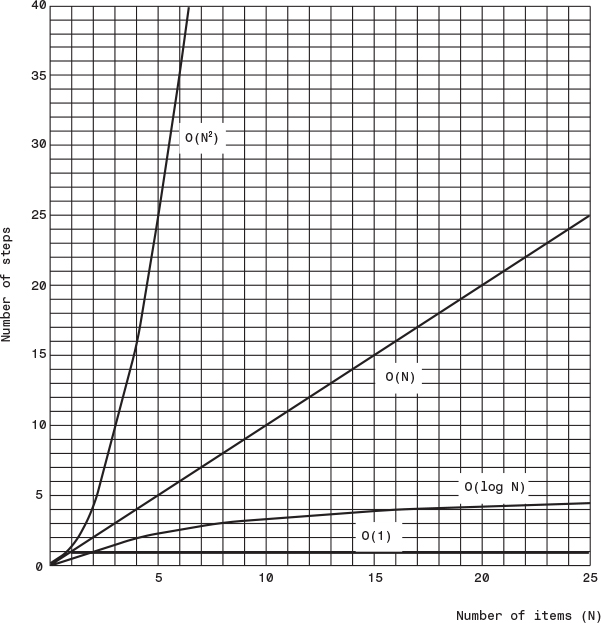 40
35
O(N²)
30
25
Number of steps
20
15
O(N)
10
O(log N)
5
O(1)
0
5 10 15 20 25
Number of items (N)